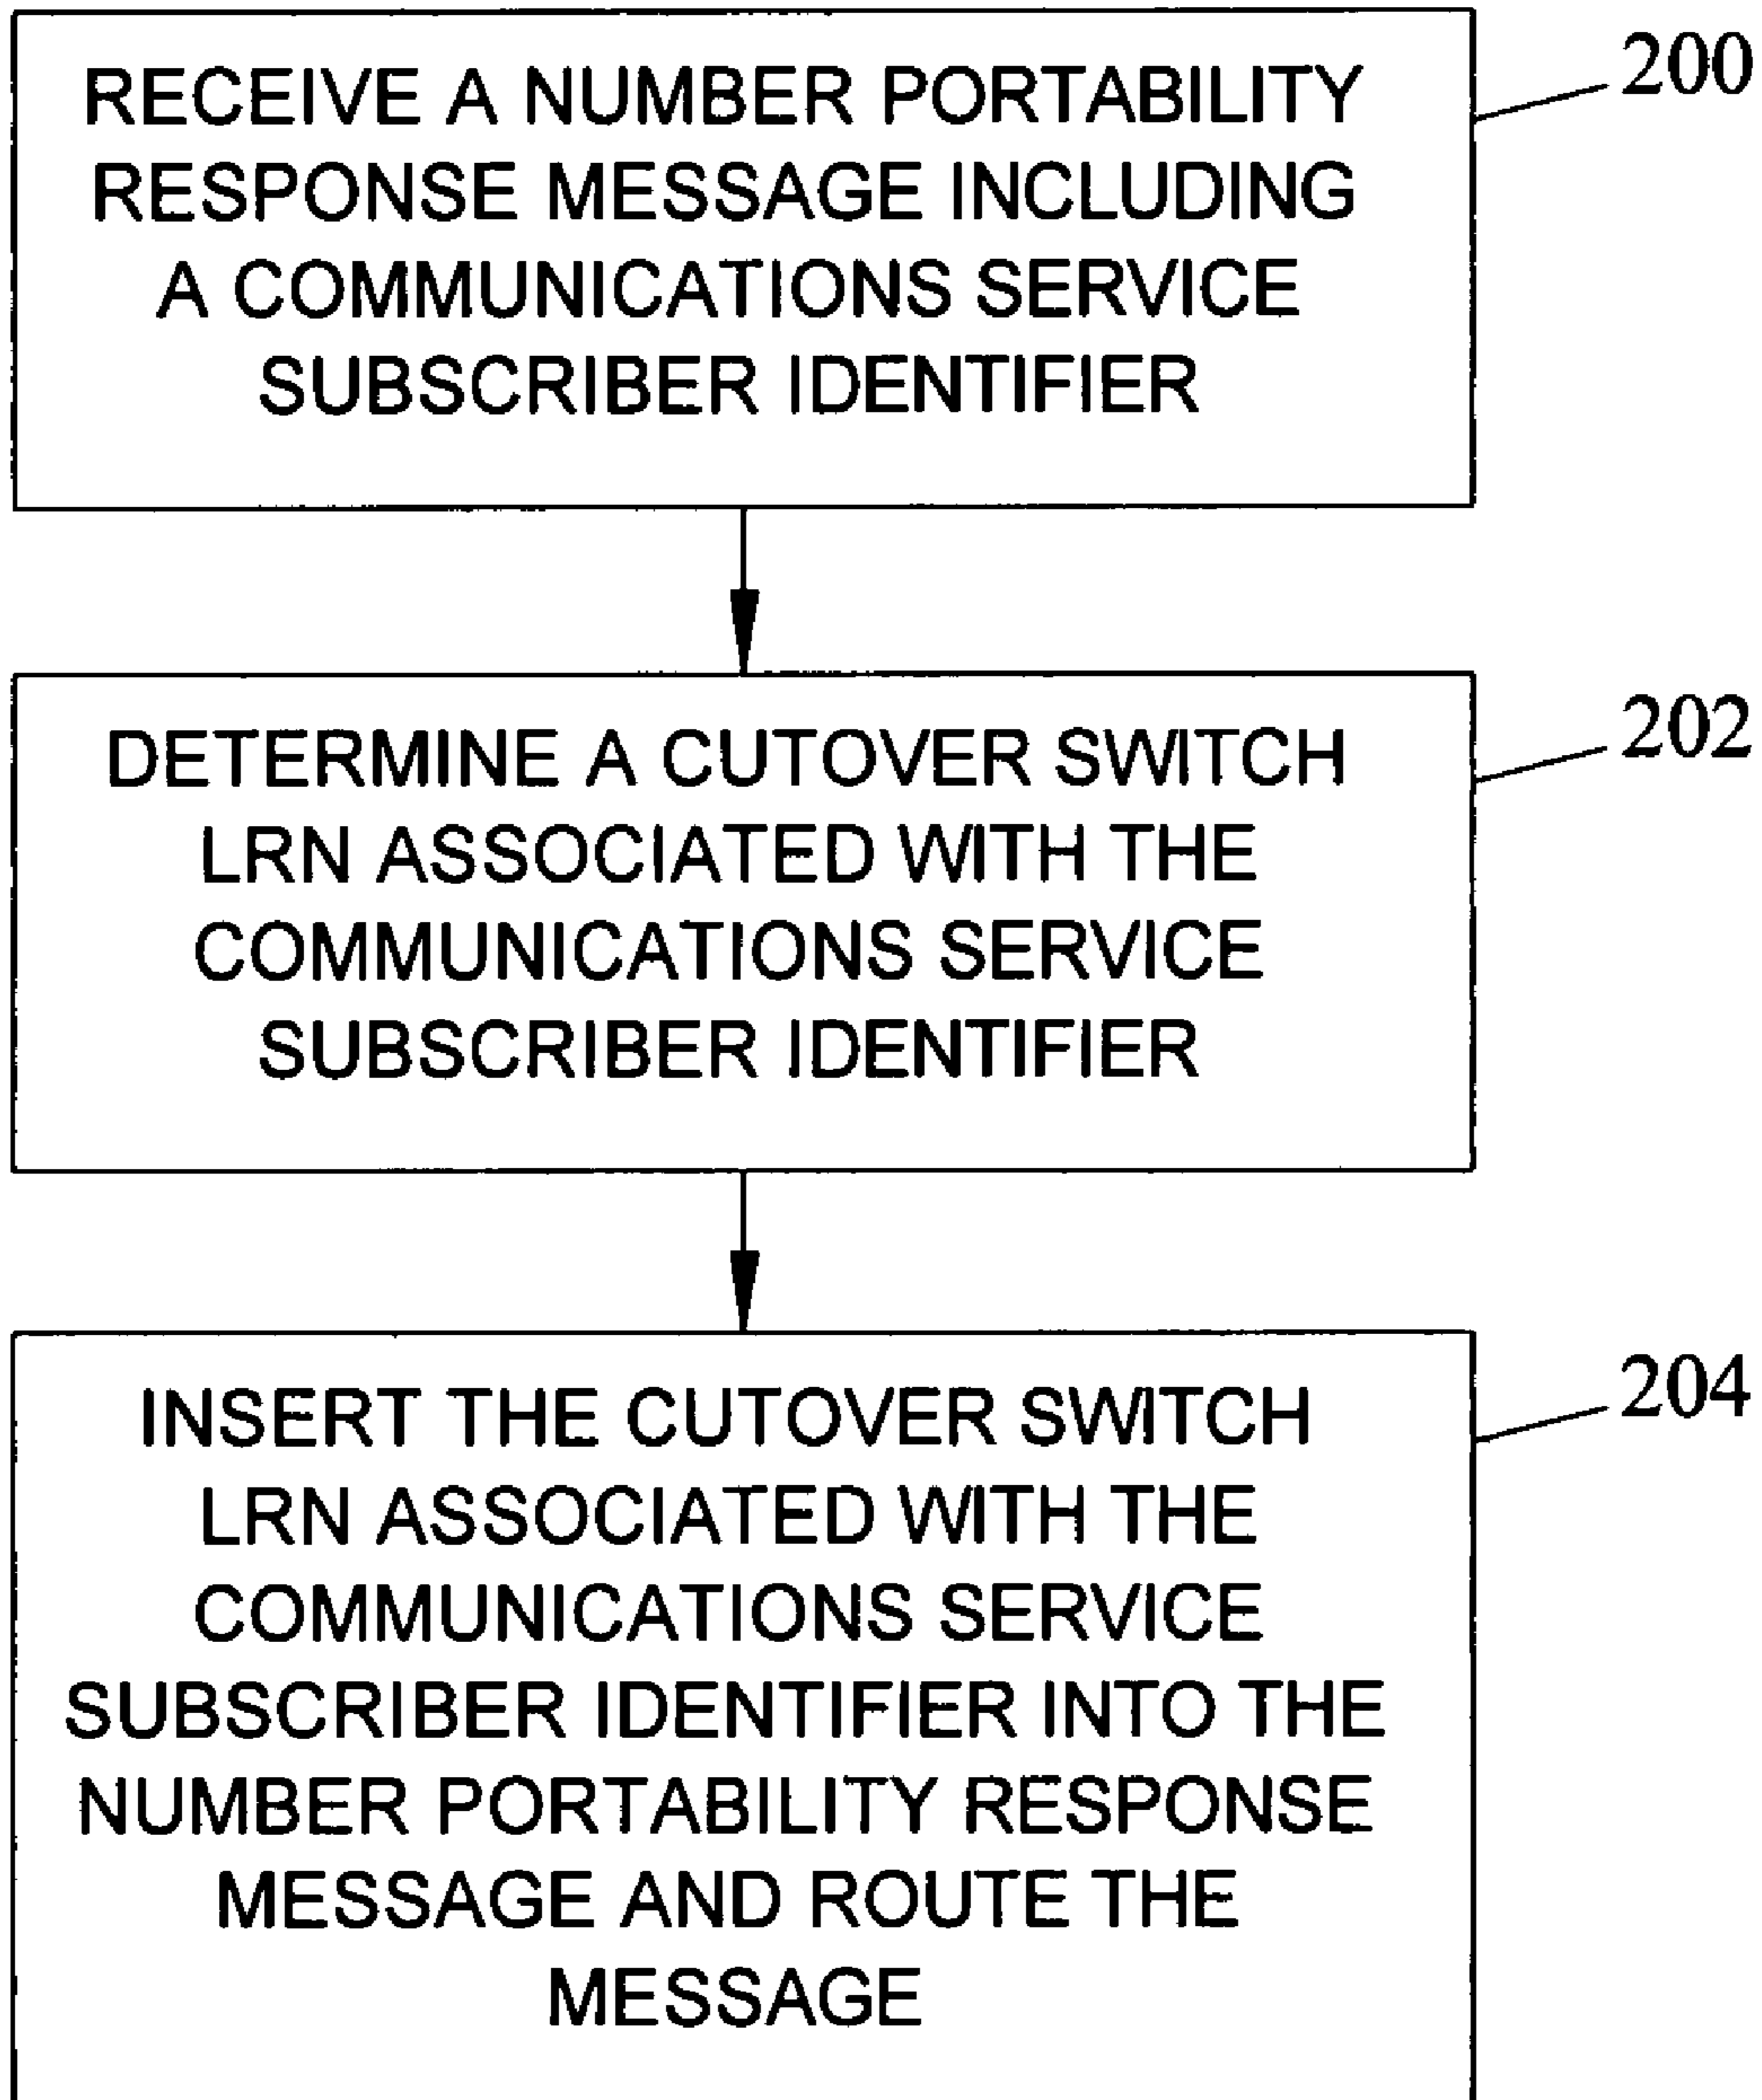 RECEIVE A NUMBER PORTABILITY
RESPONSE MESSAGE INCLUDING
A COMMUNICATIONS SERVICE
SUBSCRIBER IDENTIFIER
200
DETERMINE A CUTOVER SWITCH
LRN ASSOCIATED WITH THE
COMMUNICATIONS SERVICE
SUBSCRIBER IDENTIFIER
202
INSERT THE CUTOVER SWITCH
LRN ASSOCIATED WITH THE
COMMUNICATIONS SERVICE
SUBSCRIBER IDENTIFIER INTO THE
NUMBER PORTABILITY RESPONSE
MESSAGE AND ROUTE THE
MESSAGE
204